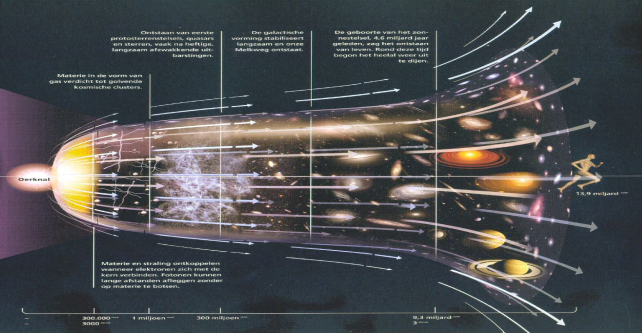 Ontstaan van eerste
protosterrenstelsels, quasars
en sterren, vaak na heftige,
langzaam afzwakkende uit-
barstingen.
De galactische
vorming stabiliseert
langzaam en onze
Melkweg ontstaat.
De geboorte van het zon-
nestelsel, 4,6 miljard jaar
geleden, zag het ontstaan
van leven. Rond deze tijd
begon het heelal weer uit
te dijen.
Materie in de vorm van
gas verdicht tot golvende
kosmische clusters.
Oerknal
13,9 miljard
Materie en straling ontkoppelen
wanneer elektronen zich met de
kern verbinden. Fotonen kunnen
lange afstanden afleggen zonder
op materie te botsen.
300.000
1 miljoen
300 miljoen
9,3 miljard
3000
3